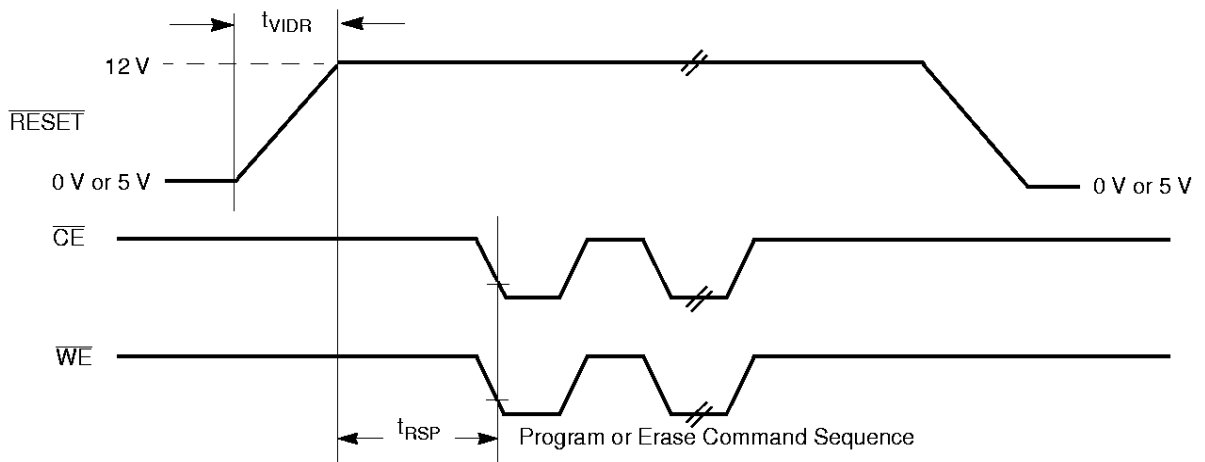 tVIDR
12 V
RESET
0 V or 5 V
0 V or 5 V
CE
WE
tRSP
Program or Erase Command Sequence